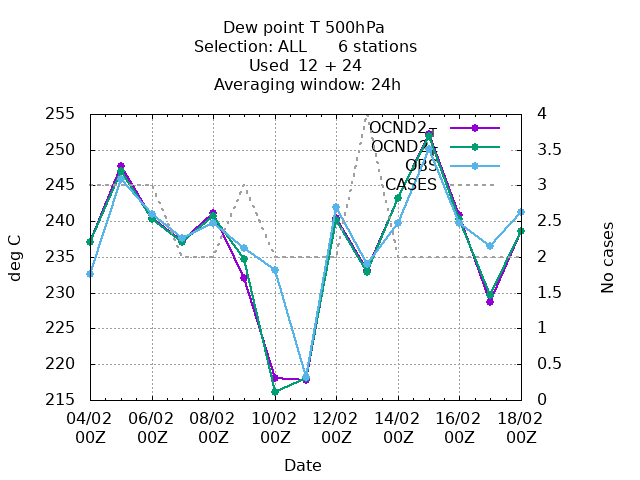 Dew point T 500hPa
Selection: ALL 6 stations
Used 12 + 24
Averaging window: 24h
255
250
245
240
235
230
225
220
215
4
3.5
3
2.5
2
1.5
1
0.5
0
OCND2+
OBS
CASES
deg C
No cases
04/02 06/02 08/02 10/02 12/02 14/02 16/02 18/02
00Z 00Z 00Z 00Z 00Z 00Z 00Z 00Z
Date